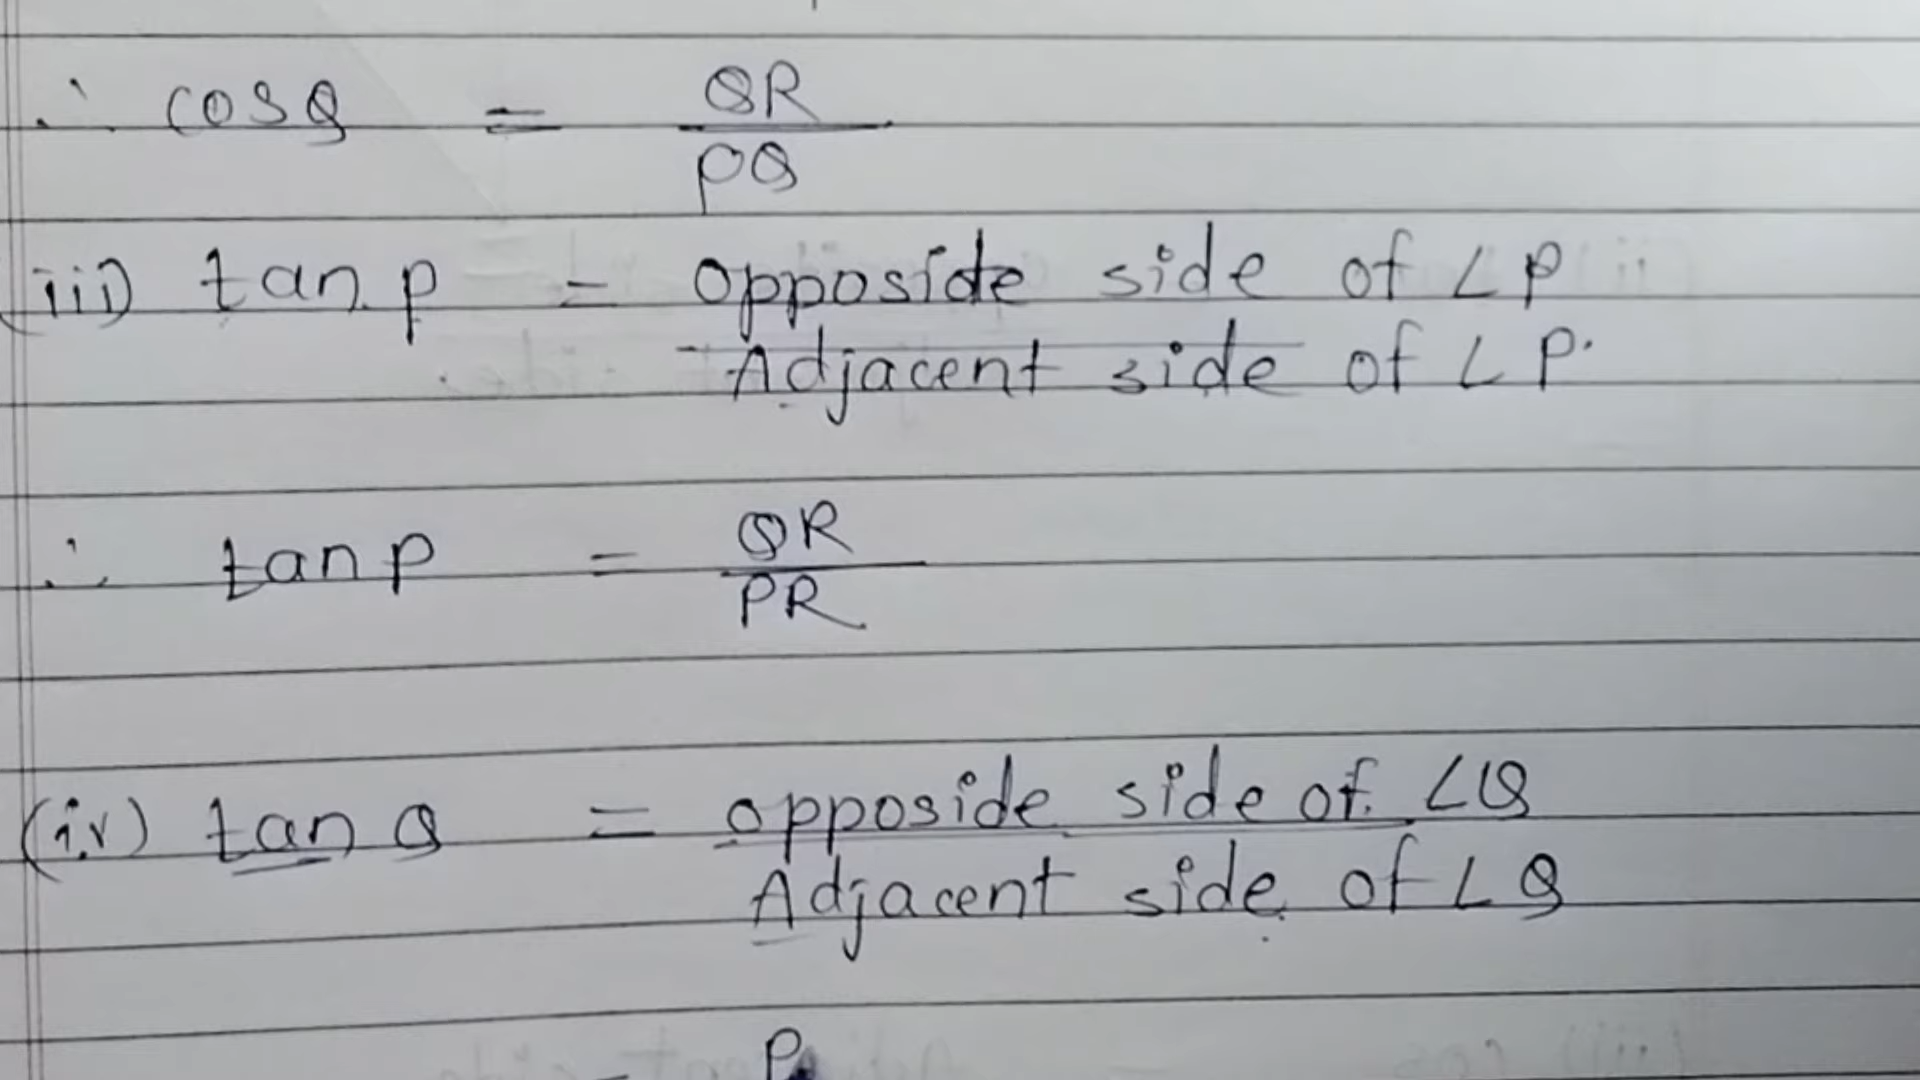 ∴ cosQ = QR/PQ
(iii) tan p = opposide side of ∠P / Adjacent side of ∠P.
∴ tan p = QR/PR
(iv) tan Q = opposide side of ∠Q / Adjacent side of ∠Q
P